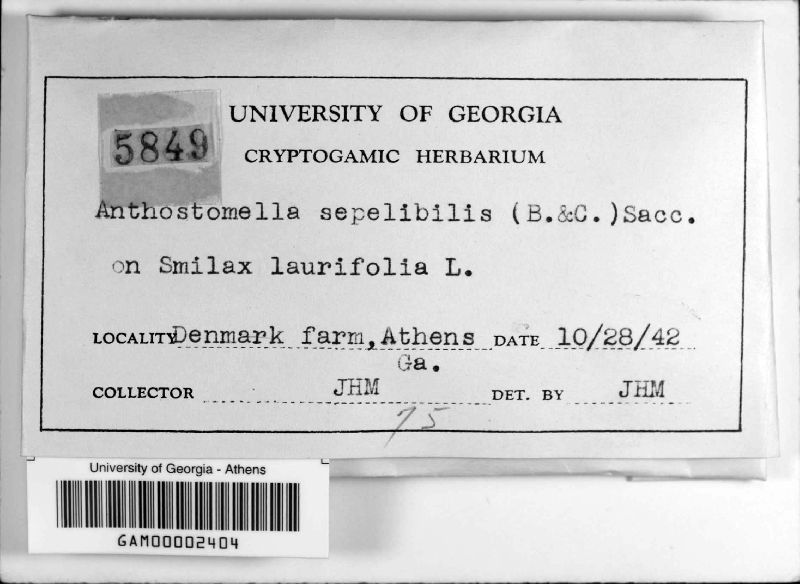 5849
UNIVERSITY OF GEORGIA
CRYPTOGAMIC HERBARIUM
Anthostomella sepelibilis (B.&C.)Sacc.
on Smilax laurifolia L.
LOCALITY Denmark farm, Athens DATE 10/28/42
Ga.
COLLECTOR JHM DET. BY JHM
75
University of Georgia - Athens
GAM00002404